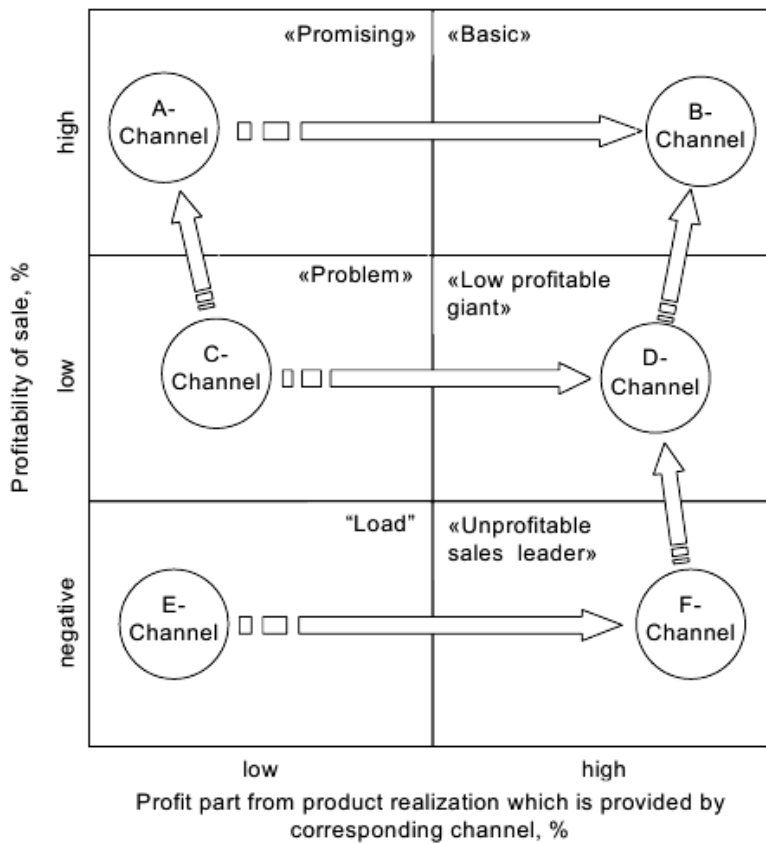 «Promising»
«Basic»
A-
Channel
B-
Channel
high
«Problem»
«Low profitable
giant»
C-
Channel
D-
Channel
low
Profitability of sale, %
“Load”
«Unprofitable
sales leader»
E-
Channel
F-
Channel
negative
low
high
Profit part from product realization which is provided by
corresponding channel, %